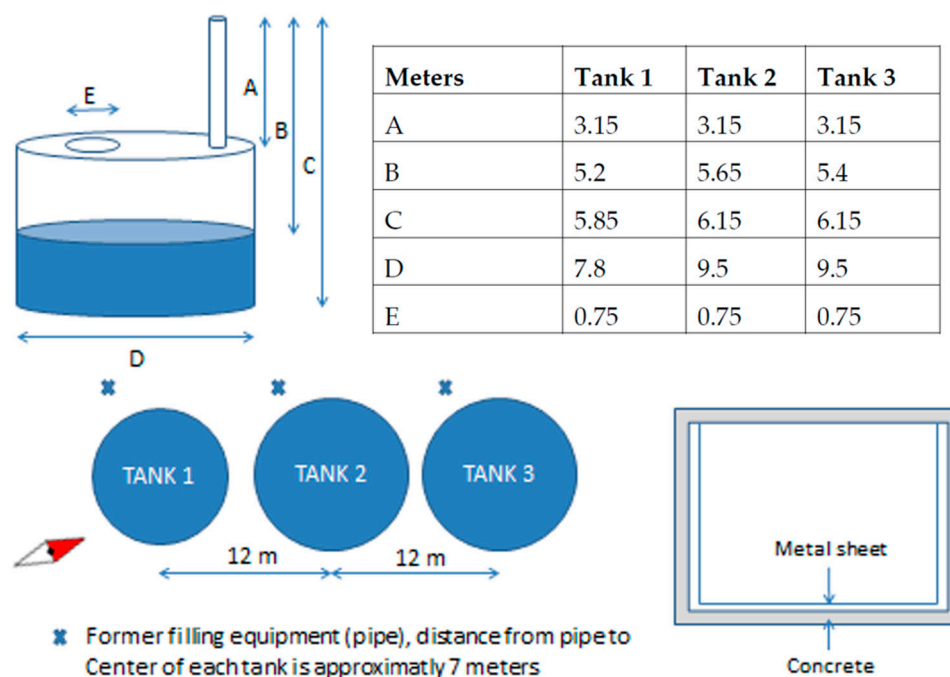 E
A
B
C
D
Meters Tank 1 Tank 2 Tank 3
A 3.15 3.15 3.15
B 5.2 5.65 5.4
C 5.85 6.15 6.15
D 7.8 9.5 9.5
E 0.75 0.75 0.75
TANK 1
TANK 2
TANK 3
12 m
12 m
Former filling equipment (pipe), distance from pipe to
Center of each tank is approximatly 7 meters
Metal sheet
Concrete